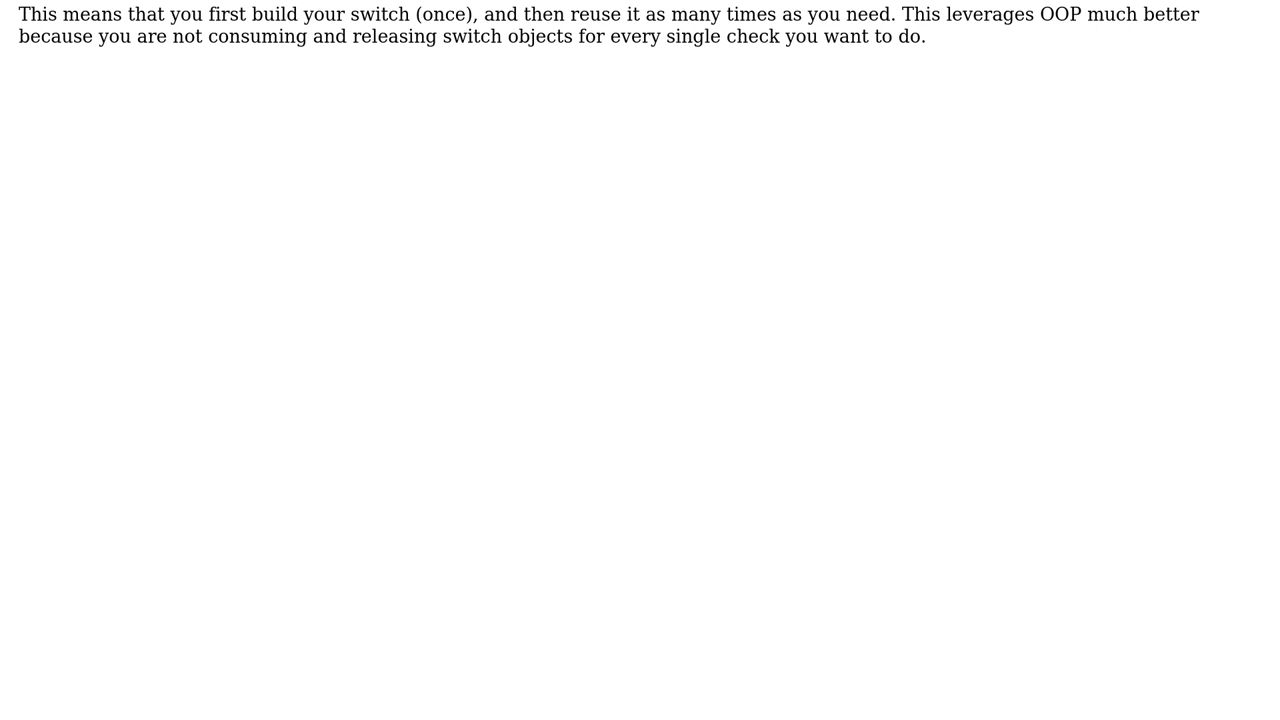 This means that you first build your switch (once), and then reuse it as many times as you need. This leverages OOP much better
because you are not consuming and releasing switch objects for every single check you want to do.